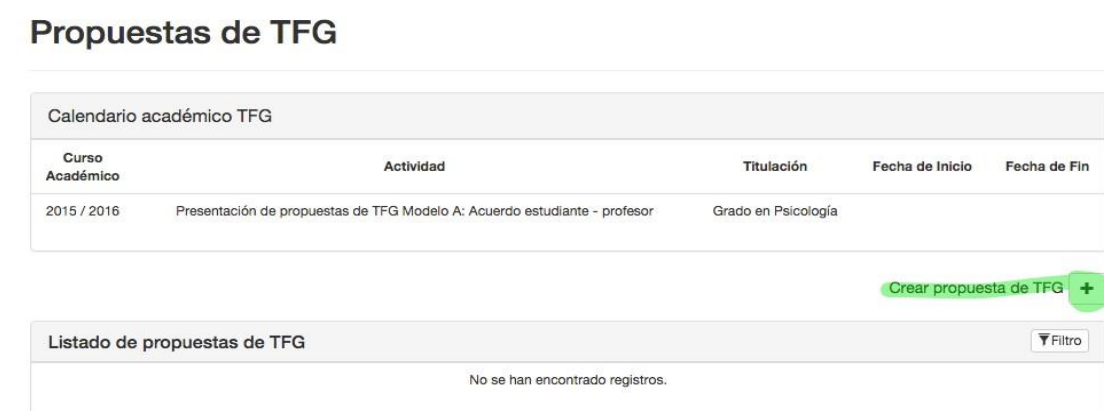 Propuestas de TFG
Calendario académico TFG
Curso Académico Actividad Titulación Fecha de Inicio Fecha de Fin
2015 / 2016 Presentación de propuestas de TFG Modelo A: Acuerdo estudiante - profesor Grado en Psicología
Crear propuesta de TFG +
Listado de propuestas de TFG Filtro
No se han encontrado registros.